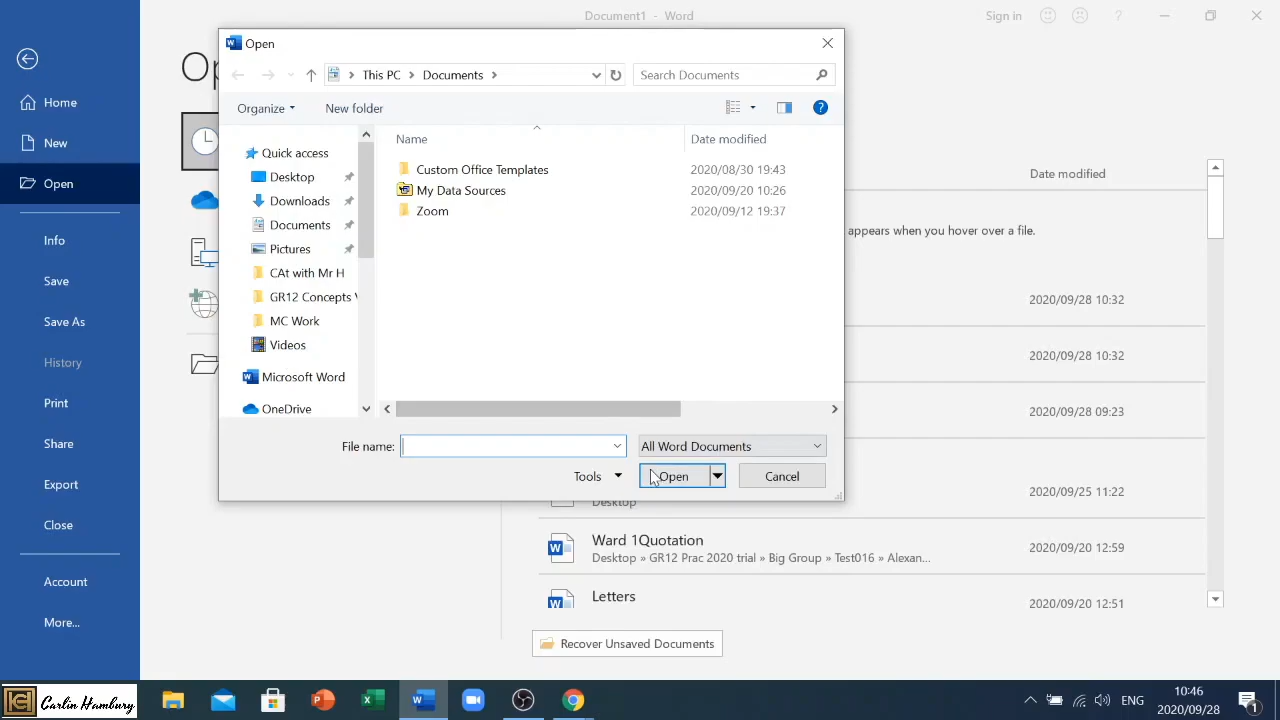 Document1 - Word
Sign in
?
Op
Home
New
Open
Info
Save
Save As
History
Print
Share
Export
Close
Account
More...
Open
This PC > Documents >
Search Documents
Organize
New folder
?
Name
Date modified
Quick access
Desktop
Downloads
Documents
Pictures
CAt with Mr H
GR12 Concepts
MC Work
Videos
Microsoft Word
OneDrive
Custom Office Templates 2020/08/30 19:43
My Data Sources 2020/09/20 10:26
Zoom 2020/09/12 19:37
File name:
All Word Documents
Tools
Open
Cancel
Date modified
appears when you hover over a file.
2020/09/28 10:32
2020/09/28 10:32
2020/09/28 09:23
2020/09/25 11:22
Desktop
Ward 1Quotation
2020/09/20 12:59
Desktop » GR12 Prac 2020 trial » Big Group » Test016 » Alexan...
Letters
2020/09/20 12:51
Recover Unsaved Documents
Carlin Hambury
ENG
10:46
2020/09/28
1